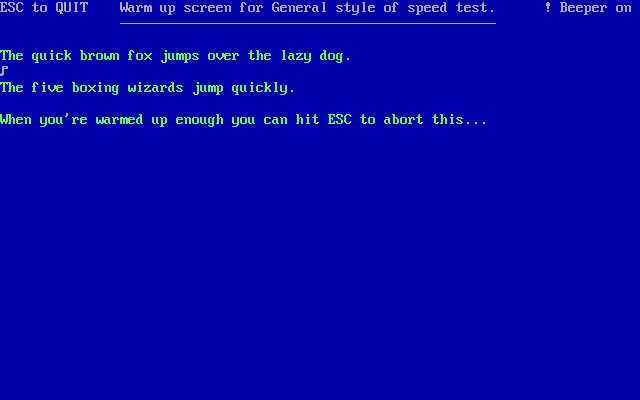 ESC to QUIT    Warm up screen for General style of speed test.      ! Beeper on
The quick brown fox jumps over the lazy dog.
The five boxing wizards jump quickly.
When you're warmed up enough you can hit ESC to abort this...